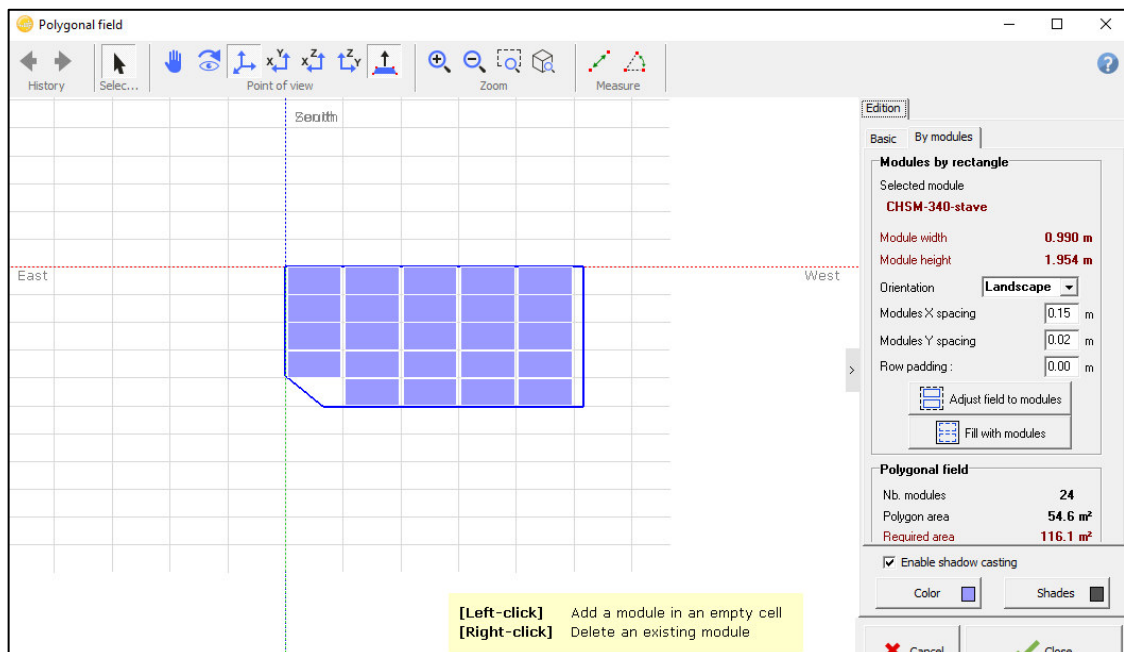 Polygonal field
History
Selec...
Point of view
Zoom
Measure
Edition
Basic
By modules
South
East
West
Modules by rectangle
Selected module
CHSM-340-stave
Module width 0.990 m
Module height 1.954 m
Orientation Landscape
Modules X spacing 0.15 m
Modules Y spacing 0.02 m
Row padding : 0.00 m
Adjust field to modules
Fill with modules
Polygonal field
Nb. modules 24
Polygon area 54.6 m²
Required area 116.1 m²
Enable shadow casting
Color
Shades
[Left-click] Add a module in an empty cell
[Right-click] Delete an existing module
Cancel
Close